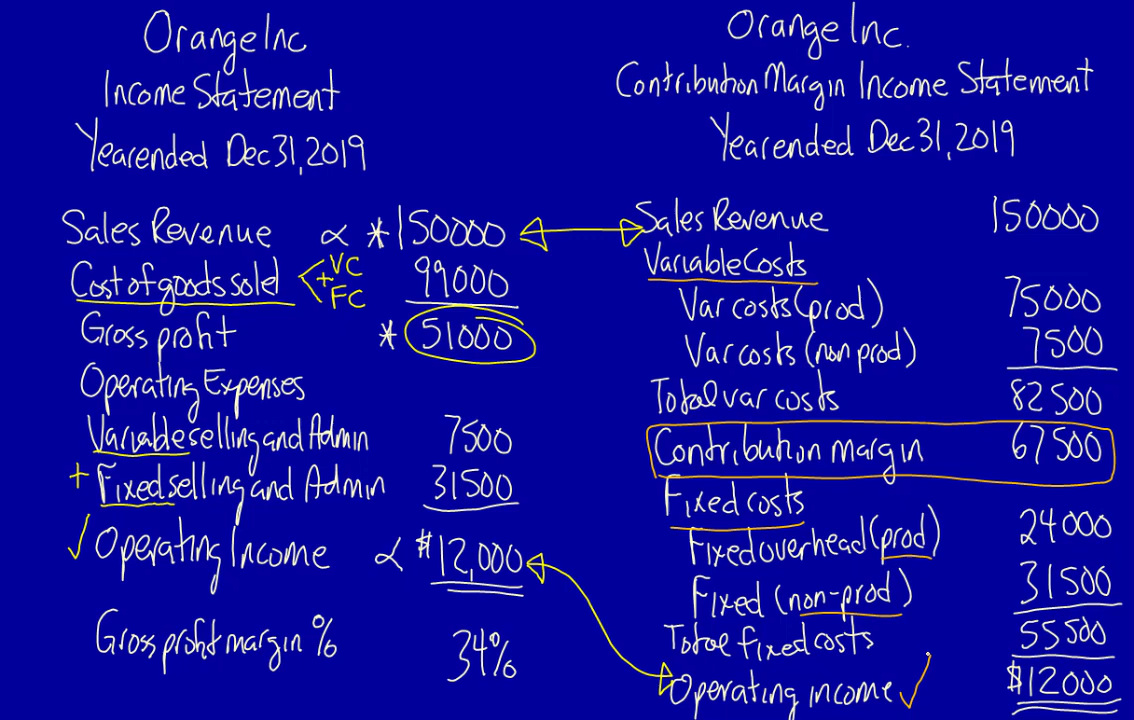 Orange Inc
Income Statement
Year ended Dec 31, 2019
Sales Revenue ∝ * 150000
Cost of goods sold VC + FC 99000
Gross profit * 51000
Operating Expenses
Variable selling and Admin 7500
+ Fixed selling and Admin 31500
✓ Operating Income ∝ $12,000
Gross profit margin % 34%
Orange Inc.
Contribution Margin Income Statement
Year ended Dec 31, 2019
Sales Revenue 150000
Variable Costs
Var costs (prod) 75000
Var costs (non prod) 7500
Total var costs 82500
Contribution margin 67500
Fixed costs
Fixed overhead (prod) 24000
Fixed (non-prod) 31500
Total fixed costs 55500
Operating income ✓ $12000